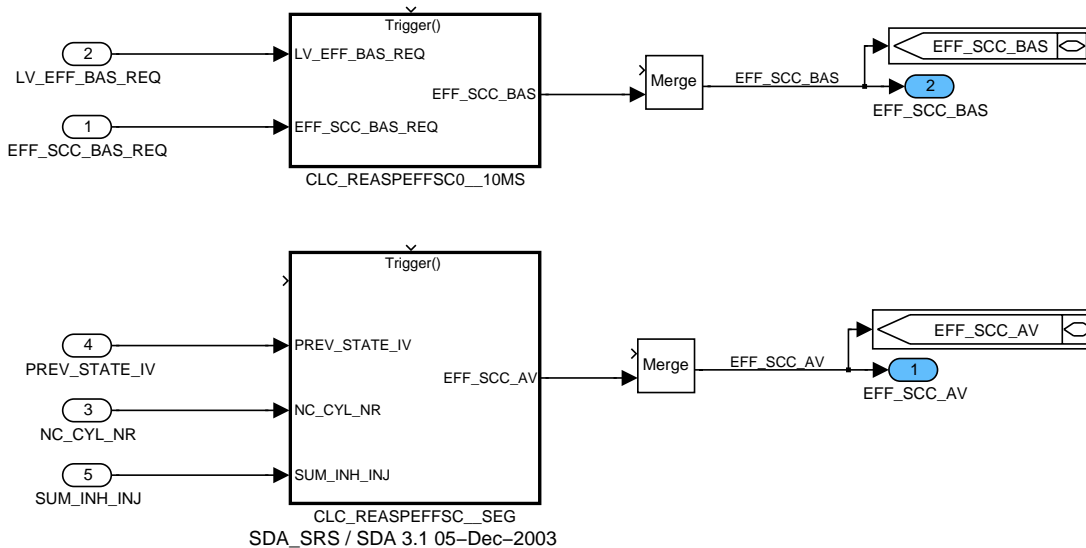 Trigger()
2
LV_EFF_BAS_REQ
LV_EFF_BAS_REQ
EFF_SCC_BAS
1
EFF_SCC_BAS_REQ
EFF_SCC_BAS_REQ
CLC_REASPEFFSC0__10MS
Merge
EFF_SCC_BAS
EFF_SCC_BAS
2
EFF_SCC_BAS
Trigger()
4
PREV_STATE_IV
PREV_STATE_IV
EFF_SCC_AV
3
NC_CYL_NR
NC_CYL_NR
5
SUM_INH_INJ
SUM_INH_INJ
CLC_REASPEFFSC__SEG
Merge
EFF_SCC_AV
EFF_SCC_AV
1
EFF_SCC_AV
SDA_SRS / SDA 3.1 05−Dec−2003